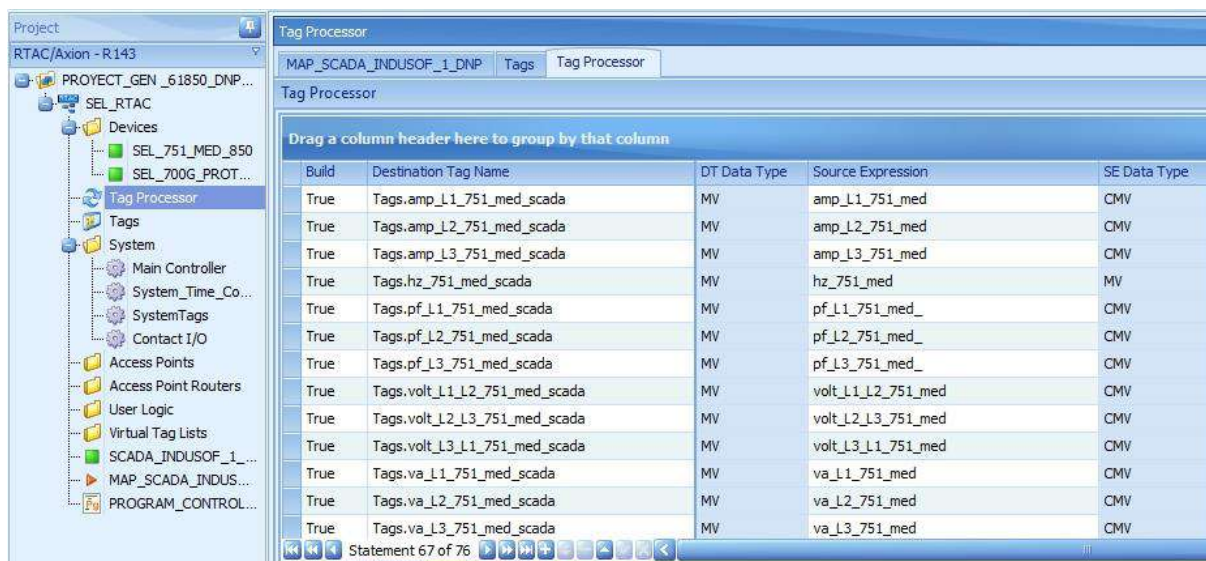 Project
RTAC/Axion - R143
PROYECT_GEN _61850_DNP...
SEL_RTAC
Devices
SEL_751_MED_850
SEL_700G_PROT...
Tag Processor
Tags
System
Main Controller
System_Time_Co...
SystemTags
Contact I/O
Access Points
Access Point Routers
User Logic
Virtual Tag Lists
SCADA_INDUSOF_1_...
MAP_SCADA_INDUS...
PROGRAM_CONTROL...
Tag Processor
MAP_SCADA_INDUSOF_1_DNP Tags Tag Processor
Tag Processor
Drag a column header here to group by that column
Build Destination Tag Name DT Data Type Source Expression SE Data Type
True Tags.amp_L1_751_med_scada MV amp_L1_751_med CMV
True Tags.amp_L2_751_med_scada MV amp_L2_751_med CMV
True Tags.amp_L3_751_med_scada MV amp_L3_751_med CMV
True Tags.hz_751_med_scada MV hz_751_med MV
True Tags.pf_L1_751_med_scada MV pf_L1_751_med_ CMV
True Tags.pf_L2_751_med_scada MV pf_L2_751_med_ CMV
True Tags.pf_L3_751_med_scada MV pf_L3_751_med_ CMV
True Tags.volt_L1_L2_751_med_scada MV volt_L1_L2_751_med CMV
True Tags.volt_L2_L3_751_med_scada MV volt_L2_L3_751_med CMV
True Tags.volt_L3_L1_751_med_scada MV volt_L3_L1_751_med CMV
True Tags.va_L1_751_med_scada MV va_L1_751_med CMV
True Tags.va_L2_751_med_scada MV va_L2_751_med CMV
True Tags.va_L3_751_med_scada MV va_L3_751_med CMV
Statement 67 of 76